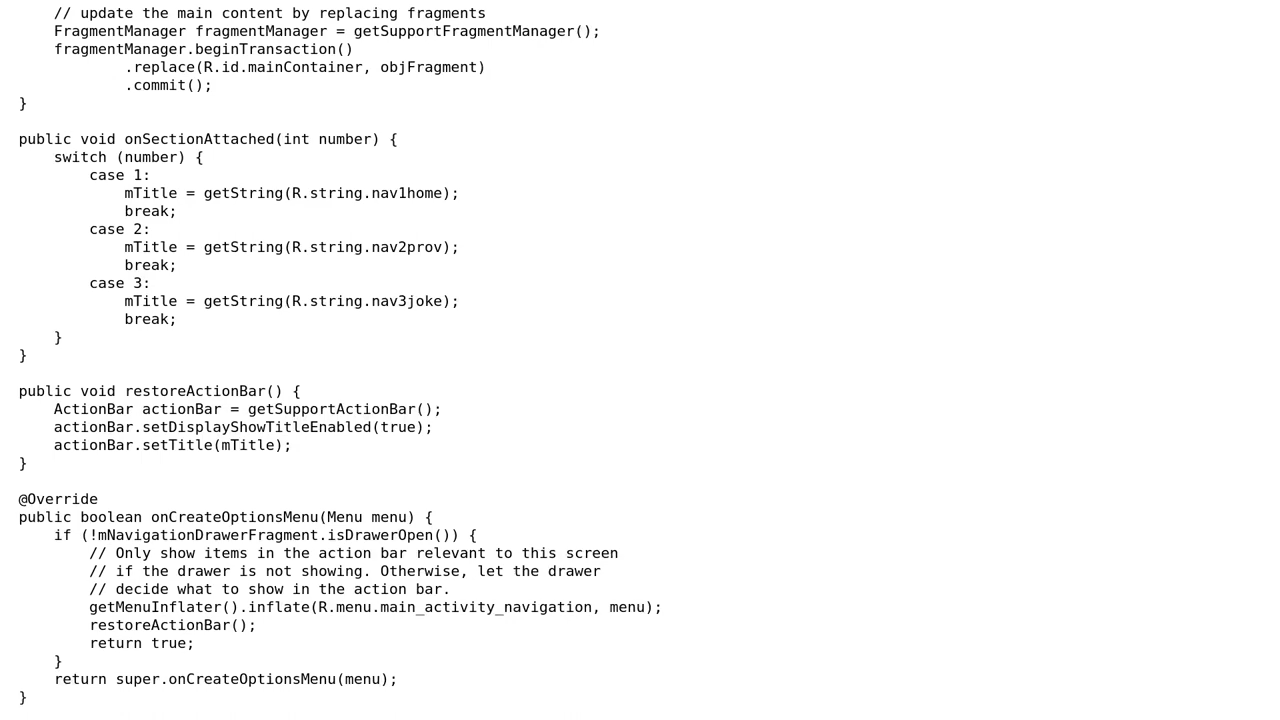 // update the main content by replacing fragments
    FragmentManager fragmentManager = getSupportFragmentManager();
    fragmentManager.beginTransaction()
            .replace(R.id.mainContainer, objFragment)
            .commit();
}

public void onSectionAttached(int number) {
    switch (number) {
        case 1:
            mTitle = getString(R.string.nav1home);
            break;
        case 2:
            mTitle = getString(R.string.nav2prov);
            break;
        case 3:
            mTitle = getString(R.string.nav3joke);
            break;
    }
}

public void restoreActionBar() {
    ActionBar actionBar = getSupportActionBar();
    actionBar.setDisplayShowTitleEnabled(true);
    actionBar.setTitle(mTitle);
}

@Override
public boolean onCreateOptionsMenu(Menu menu) {
    if (!mNavigationDrawerFragment.isDrawerOpen()) {
        // Only show items in the action bar relevant to this screen
        // if the drawer is not showing. Otherwise, let the drawer
        // decide what to show in the action bar.
        getMenuInflater().inflate(R.menu.main_activity_navigation, menu);
        restoreActionBar();
        return true;
    }
    return super.onCreateOptionsMenu(menu);
}